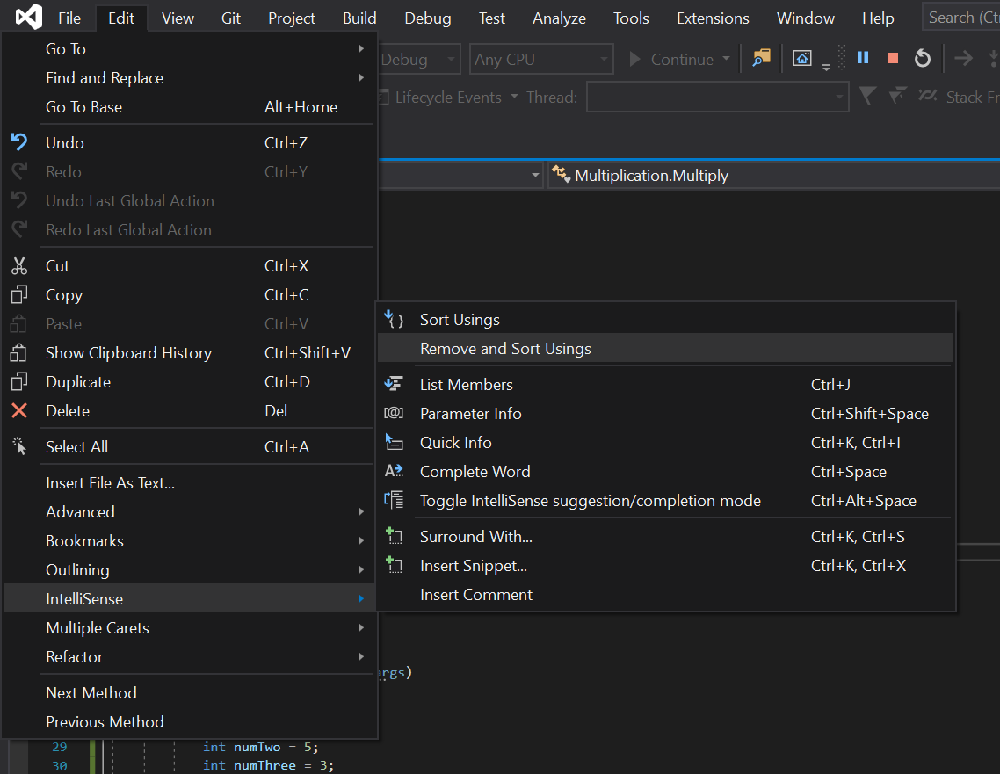 File Edit View Git Project Build Debug Test Analyze Tools Extensions Window Help Search (Ctr
Debug Any CPU Continue
Lifecycle Events Thread: Stack Fr
Multiplication.Multiply
Go To
Find and Replace
Go To Base Alt+Home
Undo Ctrl+Z
Redo Ctrl+Y
Undo Last Global Action
Redo Last Global Action
Cut Ctrl+X
Copy Ctrl+C
Paste Ctrl+V
Show Clipboard History Ctrl+Shift+V
Duplicate Ctrl+D
Delete Del
Select All Ctrl+A
Insert File As Text...
Advanced
Bookmarks
Outlining
IntelliSense
Multiple Carets
Refactor
Next Method
Previous Method
Sort Usings
Remove and Sort Usings
List Members Ctrl+J
Parameter Info Ctrl+Shift+Space
Quick Info Ctrl+K, Ctrl+I
Complete Word Ctrl+Space
Toggle IntelliSense suggestion/completion mode Ctrl+Alt+Space
Surround With... Ctrl+K, Ctrl+S
Insert Snippet... Ctrl+K, Ctrl+X
Insert Comment
args)
29 int numTwo = 5;
30 int numThree = 3;